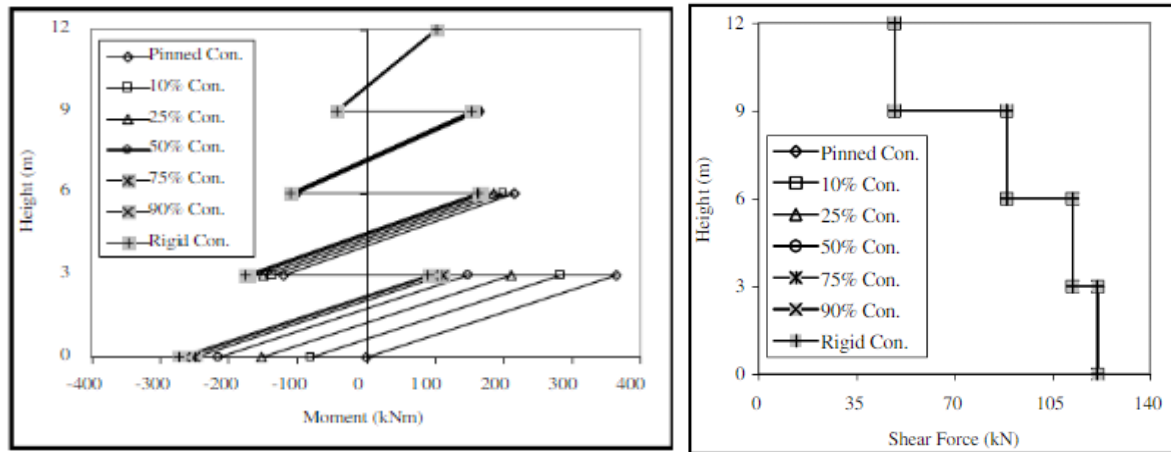 12
9
6
3
0
Height (m)
Pinned Con.
10% Con.
25% Con.
50% Con.
75% Con.
90% Con.
Rigid Con.
-400 -300 -200 -100 0 100 200 300 400
Moment (kNm)
12
9
6
3
0
Height (m)
Pinned Con.
10% Con.
25% Con.
50% Con.
75% Con.
90% Con.
Rigid Con.
0 35 70 105 140
Shear Force (kN)